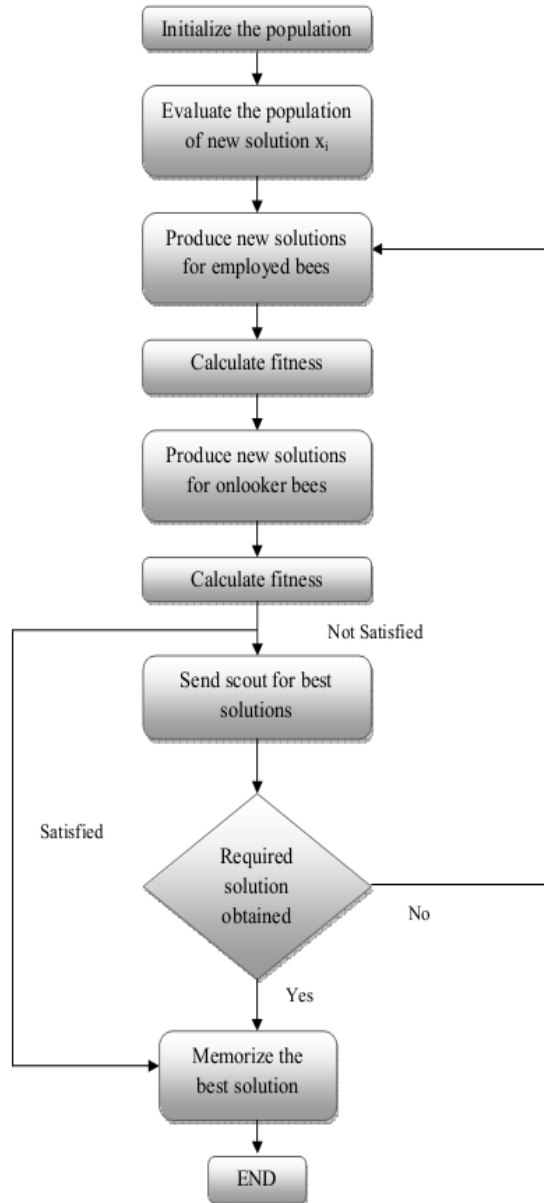 Initialize the population
Evaluate the population
of new solution xᵢ
Produce new solutions
for employed bees
Calculate fitness
Produce new solutions
for onlooker bees
Calculate fitness
Not Satisfied
Send scout for best
solutions
Satisfied
Required
solution
obtained
No
Yes
Memorize the
best solution
END